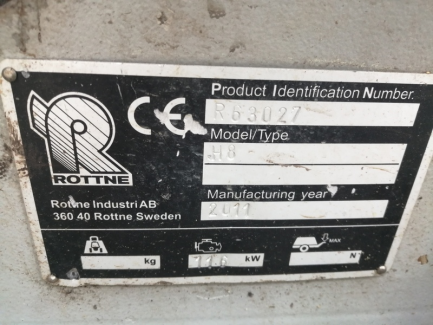 Product Identification Number.
R63027
CE
Model/Type
H8
ROTTNE
Manufacturing year
2011
Rottne Industri AB
360 40 Rottne Sweden
kg
116 kW
MAX
N